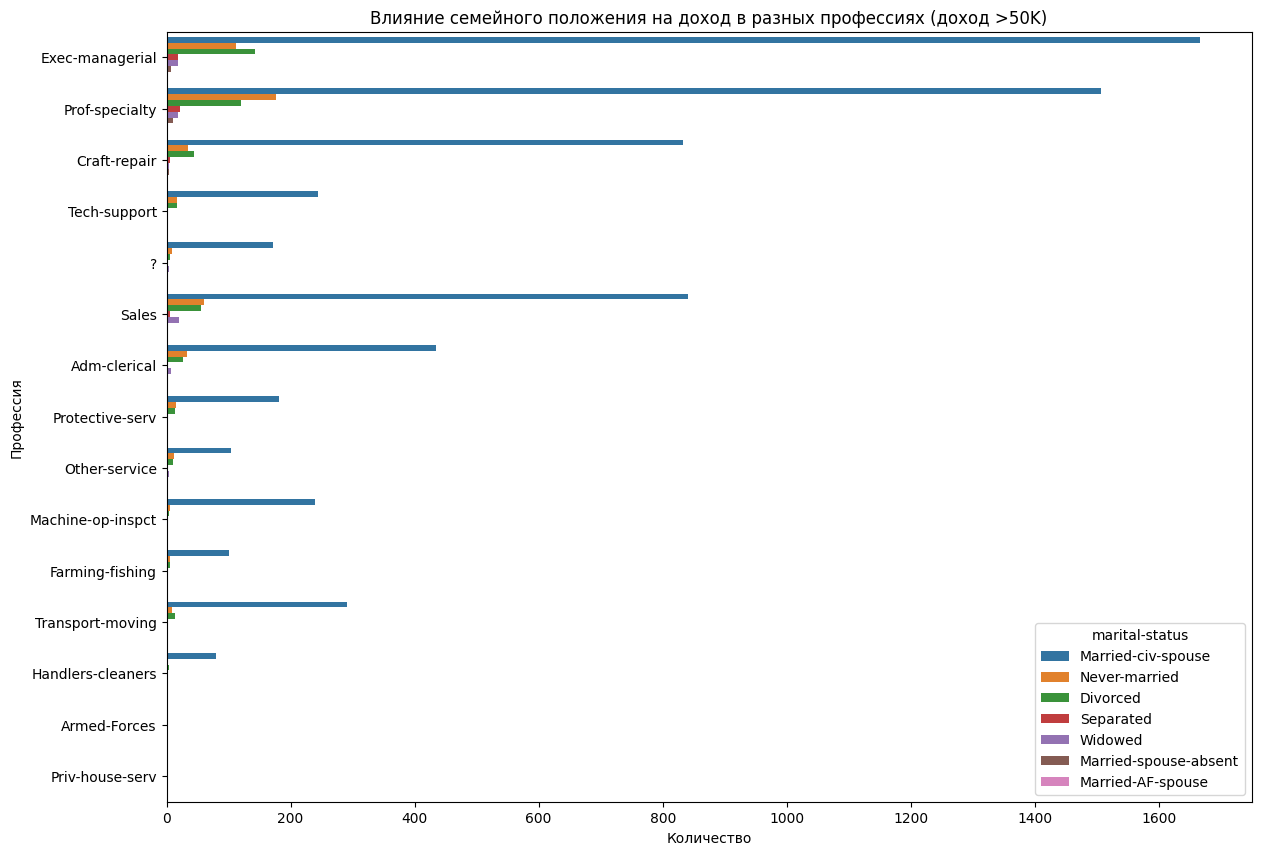 Влияние семейного положения на доход в разных профессиях (доход >50K)
Профессия
Exec-managerial
Prof-specialty
Craft-repair
Tech-support
?
Sales
Adm-clerical
Protective-serv
Other-service
Machine-op-inspct
Farming-fishing
Transport-moving
Handlers-cleaners
Armed-Forces
Priv-house-serv
marital-status
Married-civ-spouse
Never-married
Divorced
Separated
Widowed
Married-spouse-absent
Married-AF-spouse
0 200 400 600 800 1000 1200 1400 1600
Количество